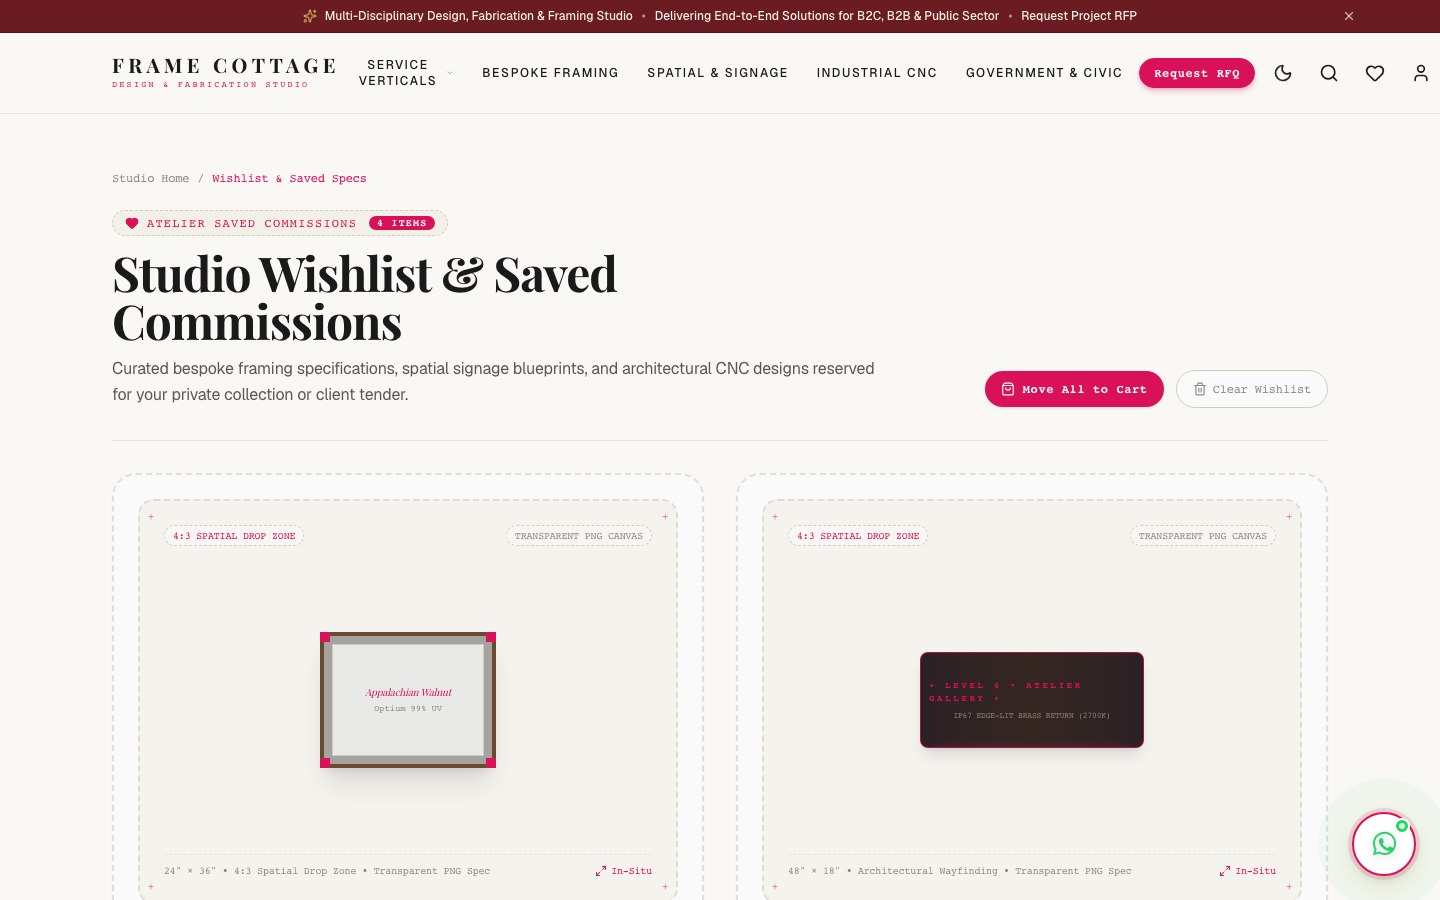 Multi-Disciplinary Design, Fabrication & Framing Studio • Delivering End-to-End Solutions for B2C, B2B & Public Sector • Request Project RFP
FRAME COTTAGE
DESIGN & FABRICATION STUDIO
SERVICE
VERTICALS
BESPOKE FRAMING
SPATIAL & SIGNAGE
INDUSTRIAL CNC
GOVERNMENT & CIVIC
Request RFQ
Studio Home / Wishlist & Saved Specs
ATELIER SAVED COMMISSIONS 4 ITEMS
Studio Wishlist & Saved
Commissions
Curated bespoke framing specifications, spatial signage blueprints, and architectural CNC designs reserved
for your private collection or client tender.
Move All to Cart
Clear Wishlist
4:3 SPATIAL DROP ZONE
TRANSPARENT PNG CANVAS
Appalachian Walnut
Optium 99% UV
24" × 36" • 4:3 Spatial Drop Zone • Transparent PNG Spec
In-Situ
4:3 SPATIAL DROP ZONE
TRANSPARENT PNG CANVAS
✦ LEVEL 4 • ATELIER
GALLERY ✦
IP67 EDGE-LIT BRASS RETURN (2700K)
48" × 18" • Architectural Wayfinding • Transparent PNG Spec
In-Situ